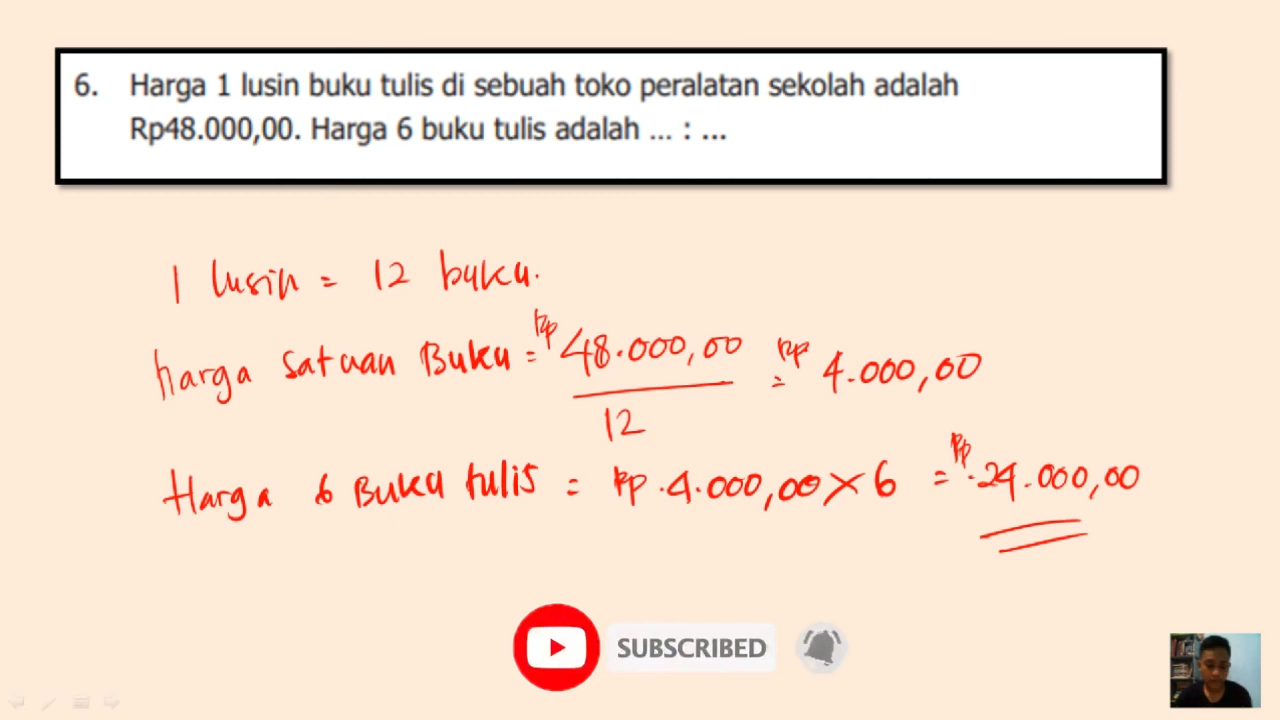 6. Harga 1 lusin buku tulis di sebuah toko peralatan sekolah adalah
Rp48.000,00. Harga 6 buku tulis adalah ... : ...
1 lusin = 12 buku.
harga satuan Buku = Rp 48.000,00 / 12 = Rp 4.000,00
Harga 6 Buku tulis = Rp.4.000,00 × 6 = Rp.24.000,00
SUBSCRIBED